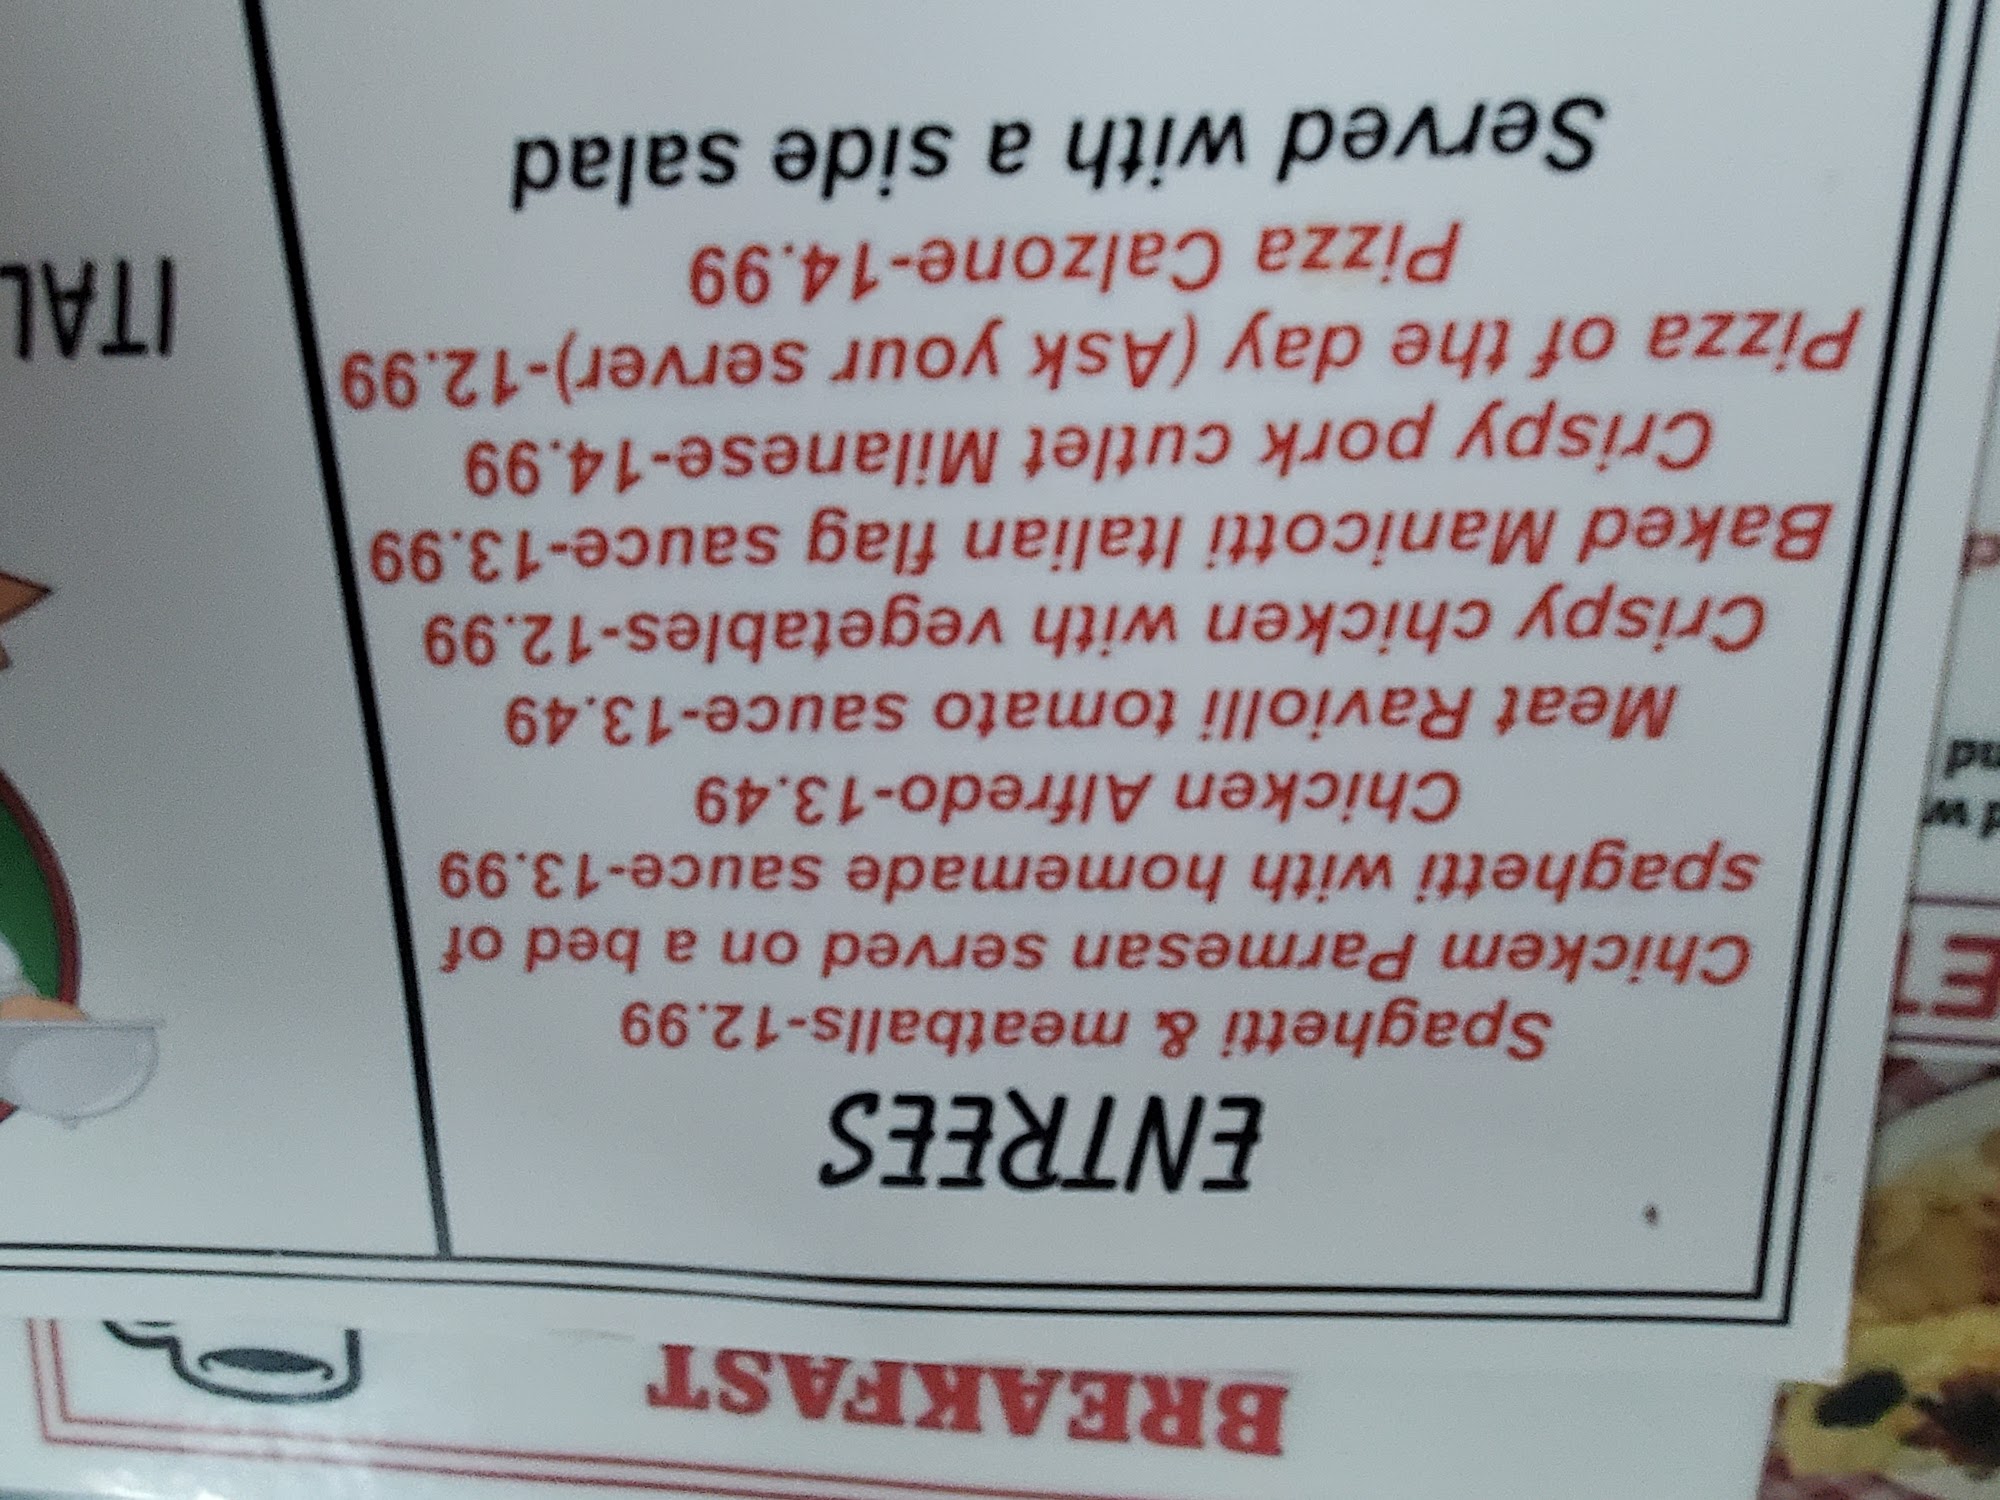 BREAKFAST
ENTREES
Spaghetti & meatballs-12.99
Chickem Parmesan served on a bed of
spaghetti with homemade sauce-13.99
Chicken Alfredo-13.49
Meat Raviolli tomato sauce-13.49
Crispy chicken with vegetables-12.99
Baked Manicotti Italian flag sauce-13.99
Crispy pork cutlet Milanese-14.99
Pizza of the day (Ask your server)-12.99
Pizza Calzone-14.99
Served with a side salad
ITAL